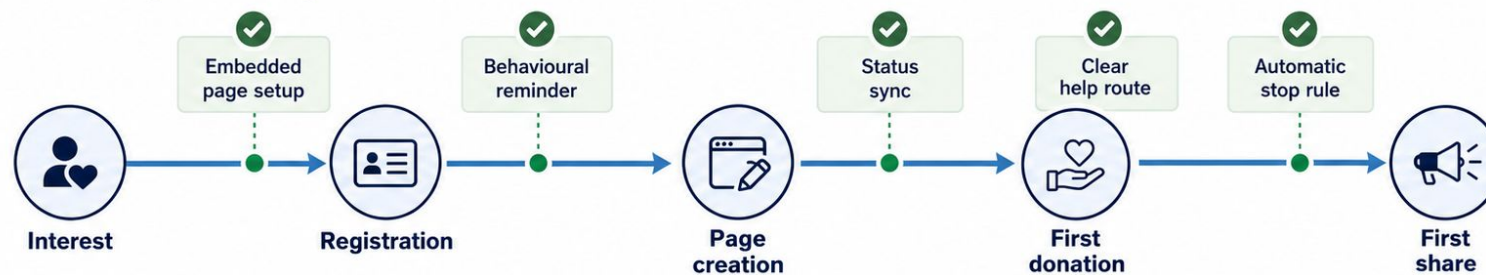 Embedded
page setup
Behavioural
reminder
Status
sync
Clear
help route
Automatic
stop rule
Interest
Registration
Page
creation
First
donation
First
share